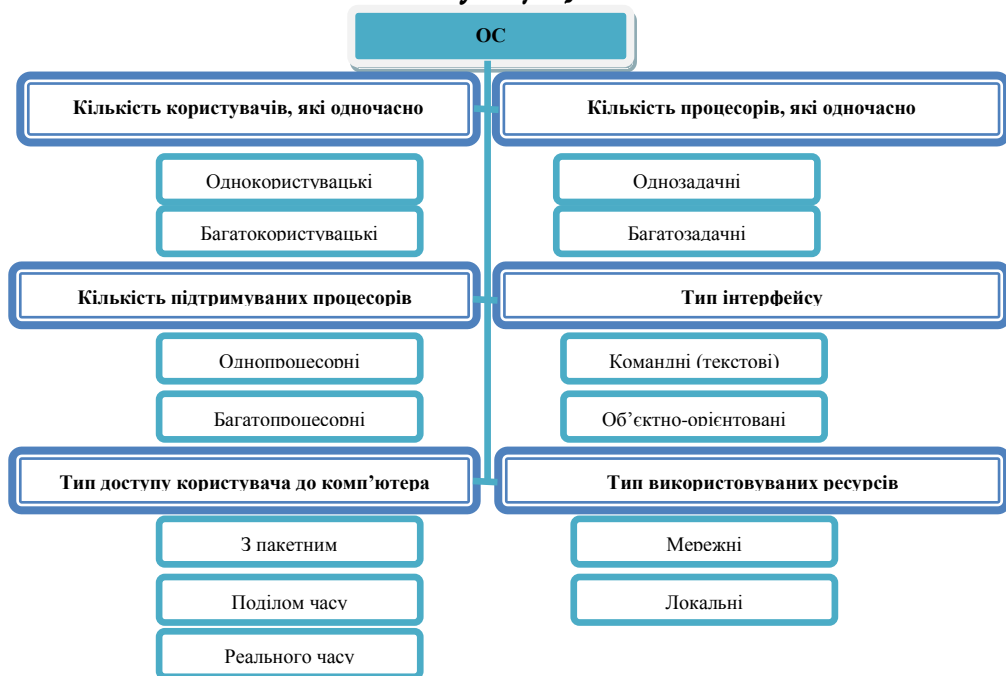 ОС
Кількість користувачів, які одночасно
Однокористувацькі
Багатокористувацькі
Кількість процесорів, які одночасно
Однозадачні
Багатозадачні
Кількість підтримуваних процесорів
Однопроцесорні
Багатопроцесорні
Тип інтерфейсу
Командні (текстові)
Об’єктно-орієнтовані
Тип доступу користувача до комп’ютера
З пакетним
Поділом часу
Реального часу
Тип використовуваних ресурсів
Мережні
Локальні